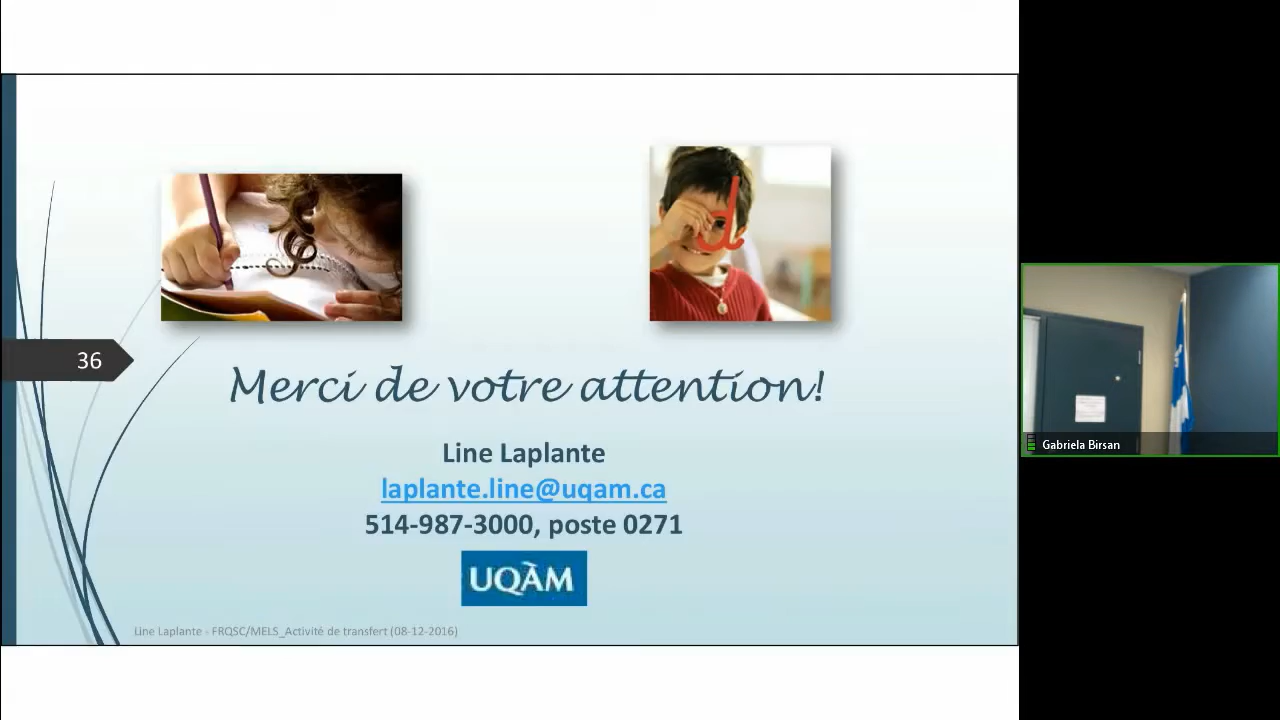 36
Merci de votre attention!
Line Laplante
laplante.line@uqam.ca
514-987-3000, poste 0271
UQÀM
Line Laplante - FRQSC/MELS_Activité de transfert (08-12-2016)
Gabriela Birsan